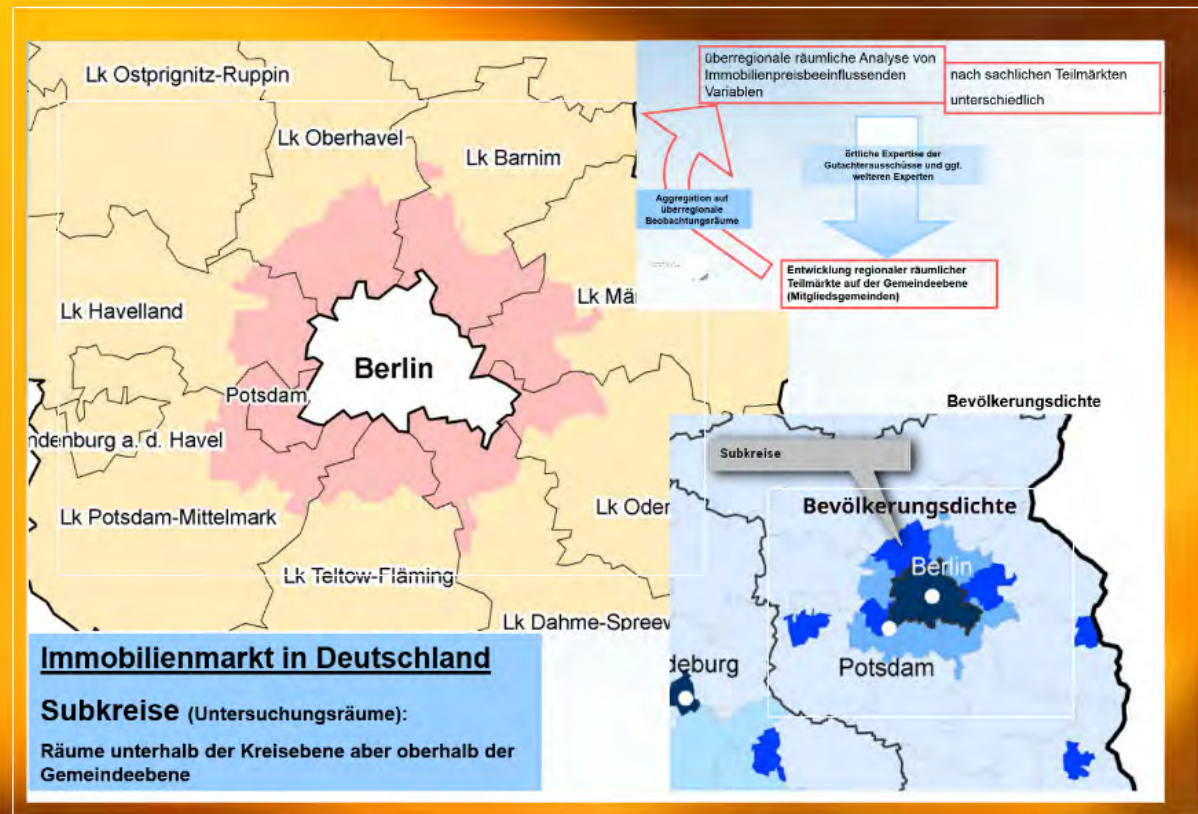 Lk Ostprignitz-Ruppin
Lk Oberhavel
Lk Barnim
Lk Havelland
Lk Mär
Berlin
Potsdam
ndenburg a. d. Havel
Lk Potsdam-Mittelmark
Lk Oder
Lk Teltow-Fläming
Lk Dahme-Spreew
überregionale räumliche Analyse von
Immobilienpreisbeeinflussenden
Variablen
nach sachlichen Teilmärkten
unterschiedlich
örtliche Expertise der
Gutachterausschüsse und ggf.
weiteren Experten
Aggregation auf
überregionale
Beobachtungsräume
Entwicklung regionaler räumlicher
Teilmärkte auf der Gemeindeebene
(Mitgliedsgemeinden)
Bevölkerungsdichte
Subkreise
Bevölkerungsdichte
Berlin
Potsdam
deburg
Immobilienmarkt in Deutschland
Subkreise (Untersuchungsräume):
Räume unterhalb der Kreisebene aber oberhalb der
Gemeindeebene